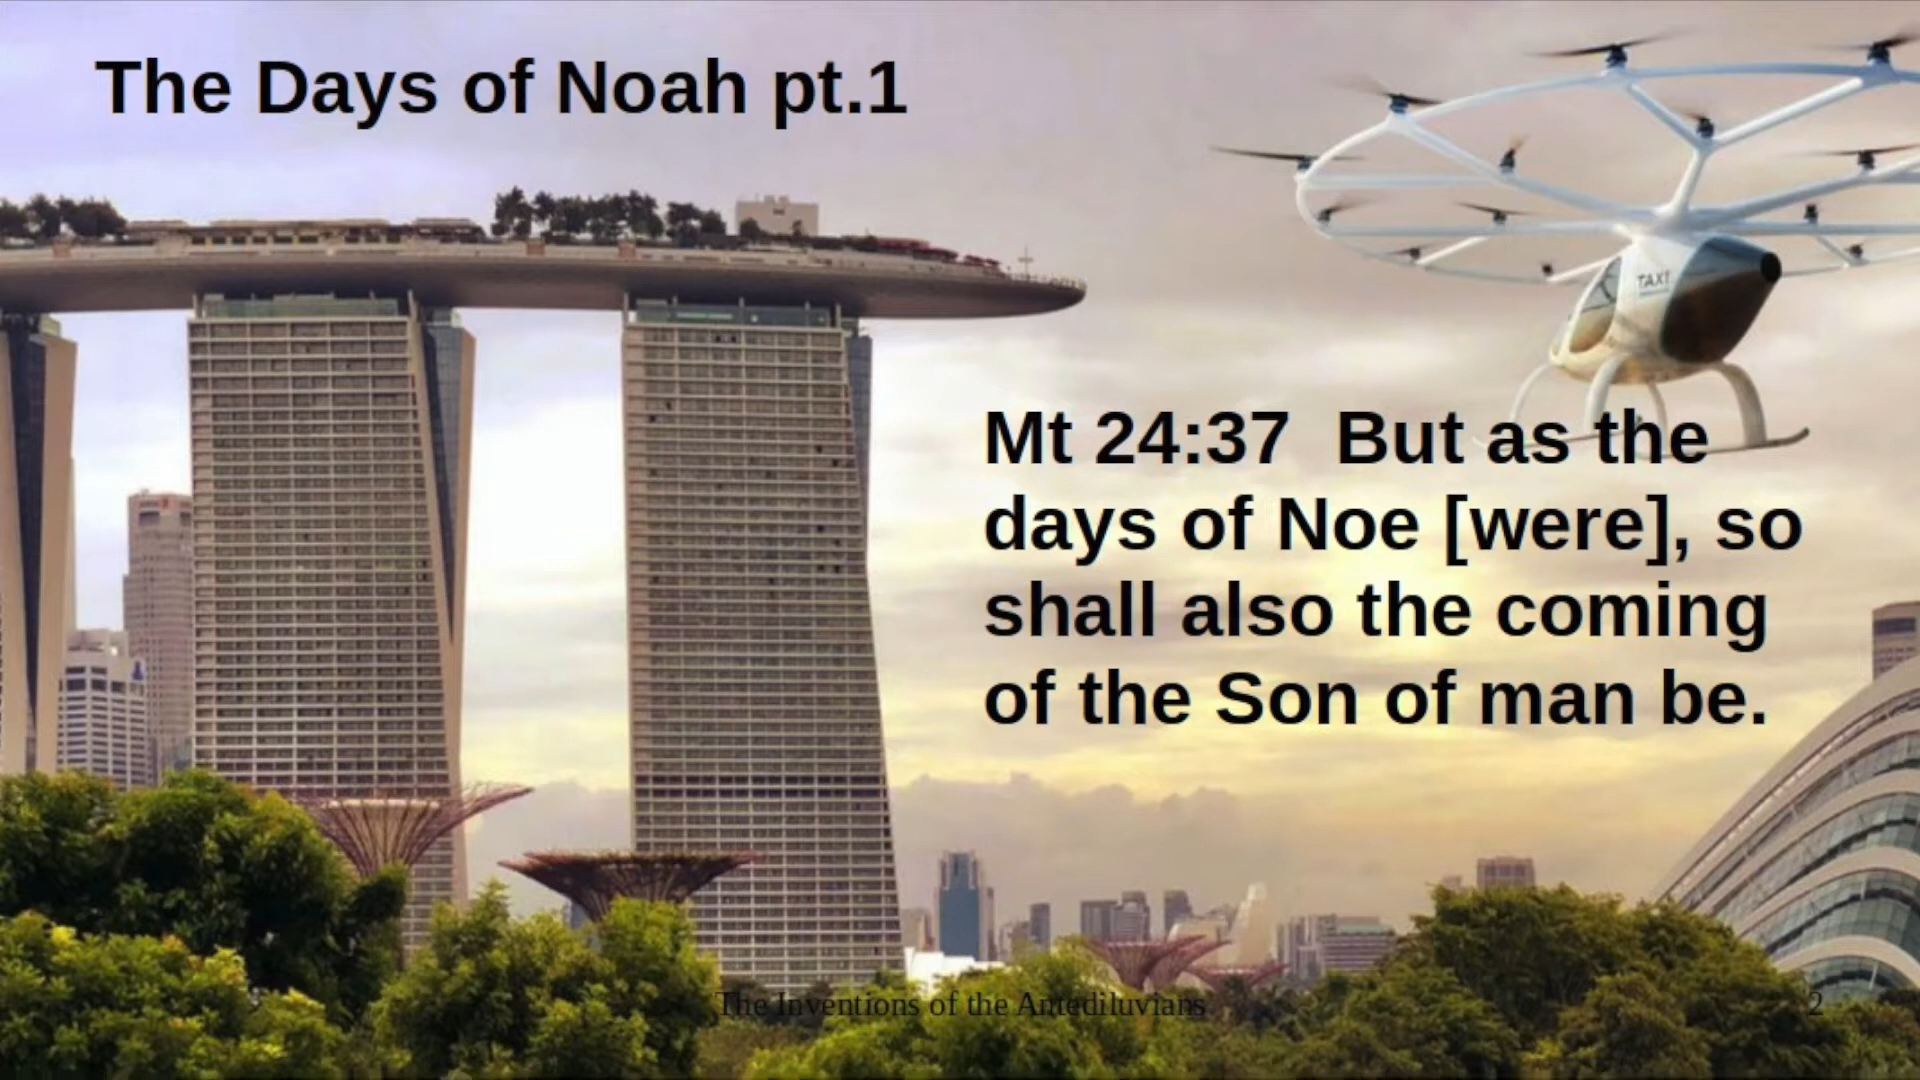 The Days of Noah pt.1
TAXI
Mt 24:37  But as the
days of Noe [were], so
shall also the coming
of the Son of man be.
The Inventions of the Antediluvians
2